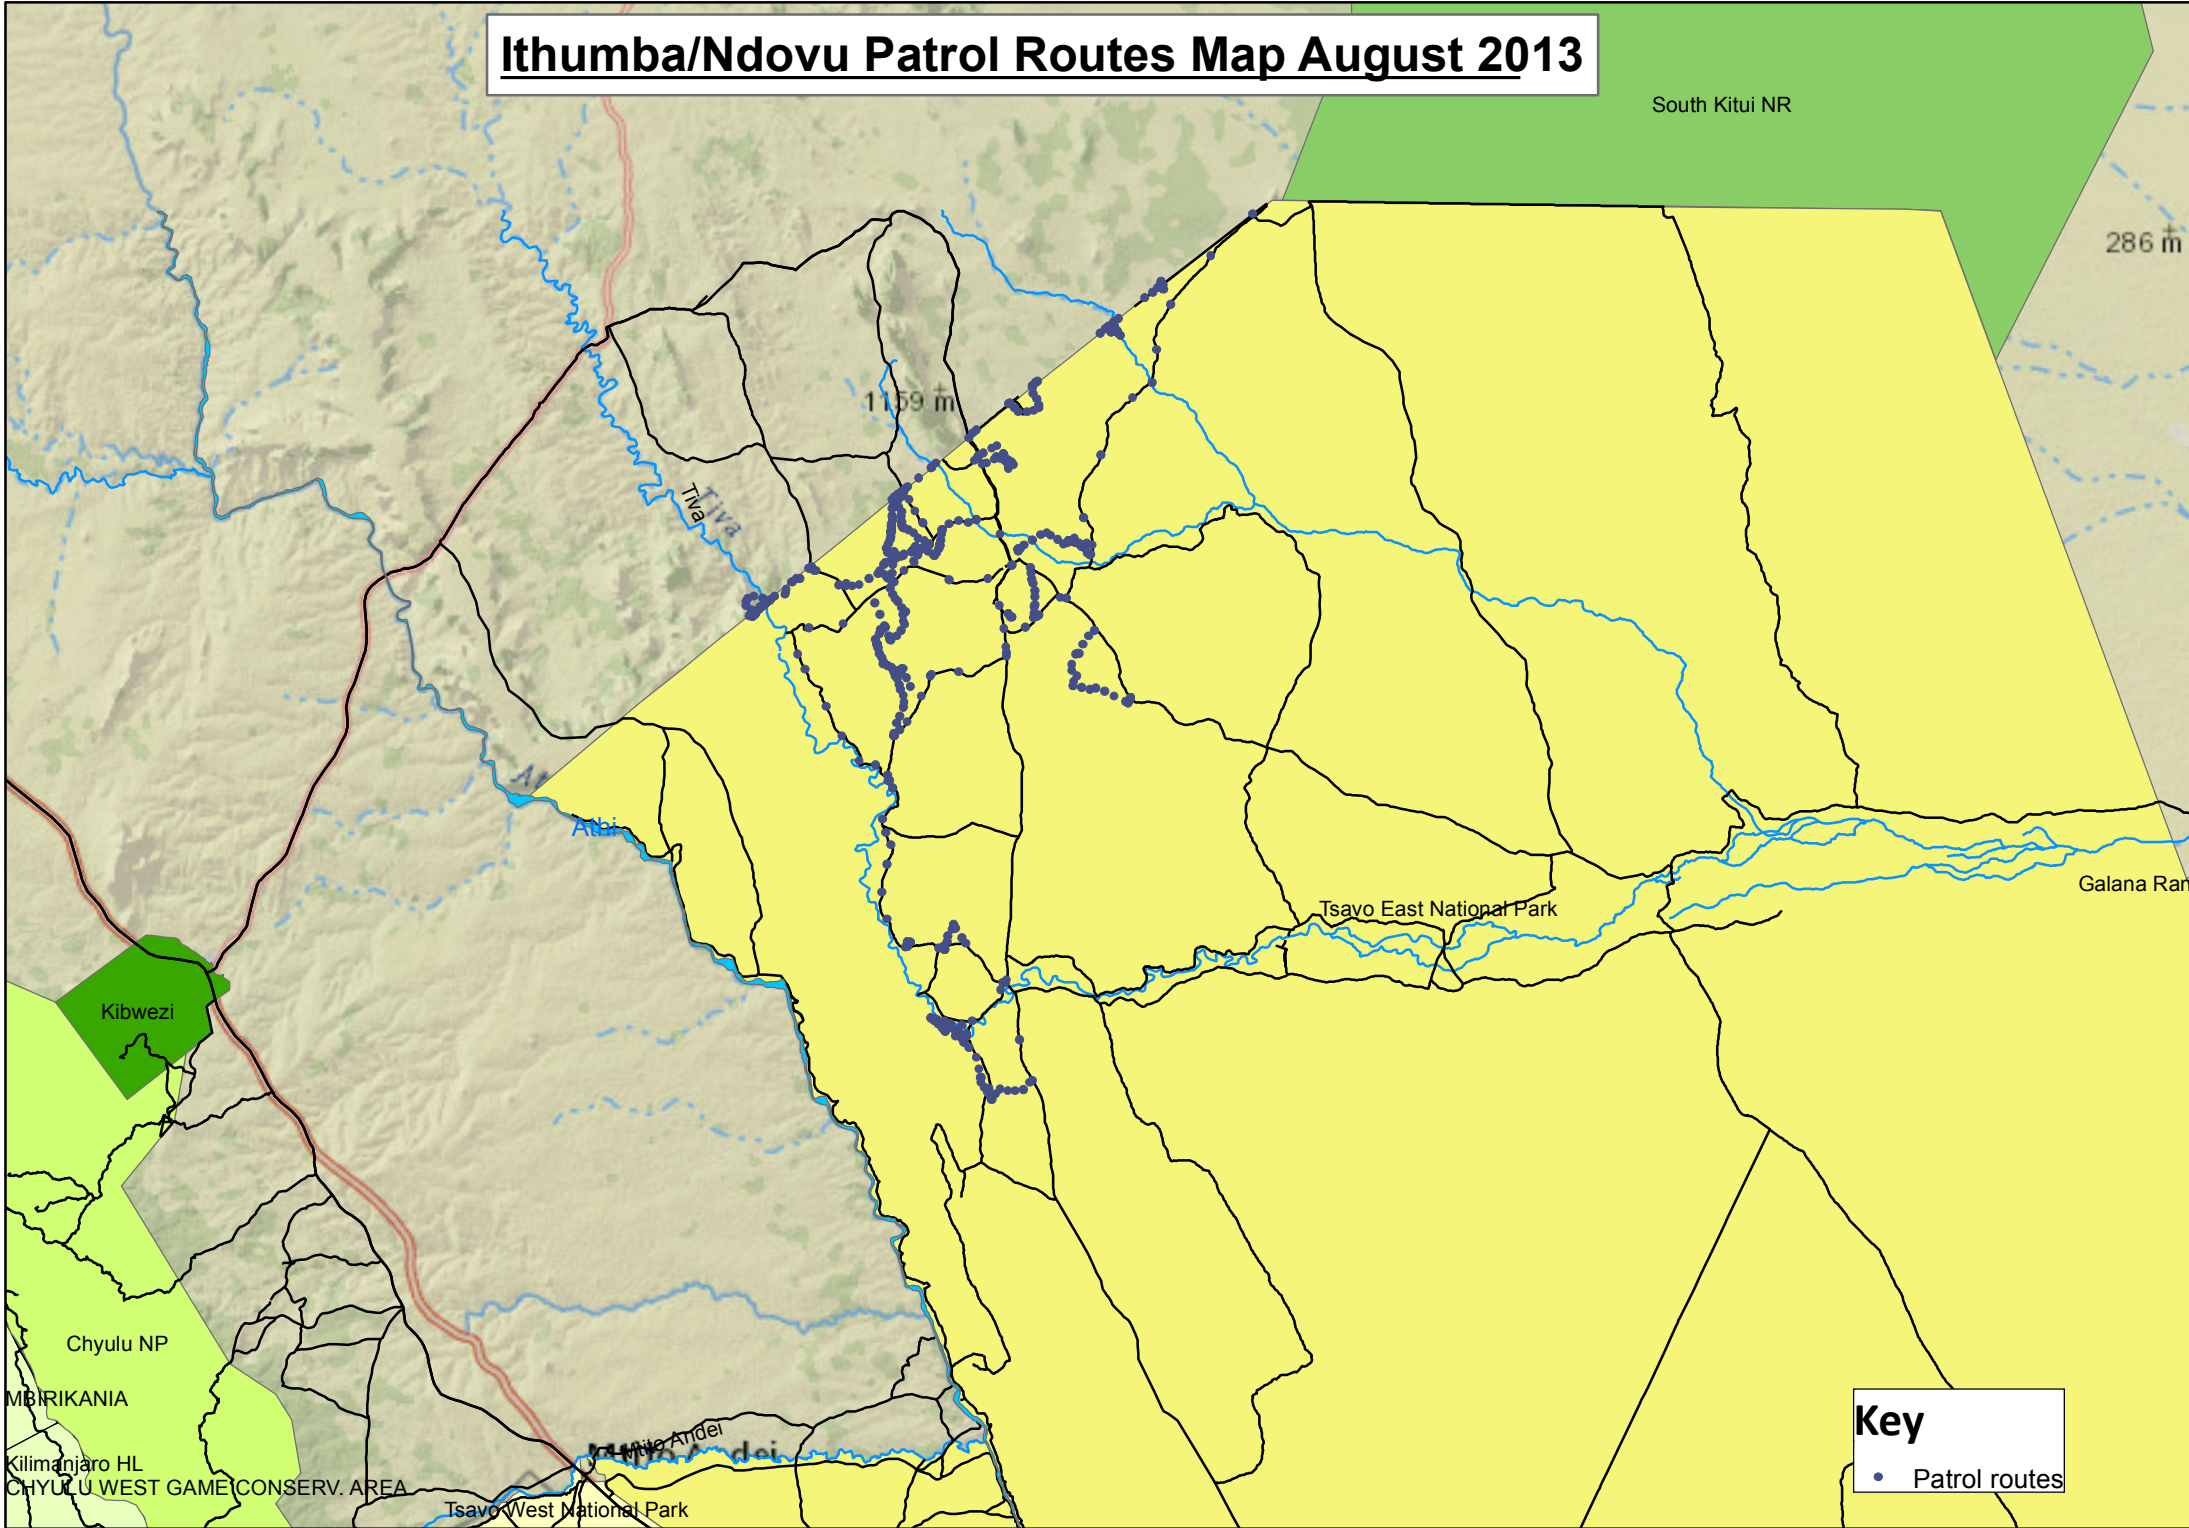 Ithumba/Ndovu Patrol Routes Map August 2013
South Kitui NR
286 m
1159 m
Tiva
Tiva
Athi
Galana Ran
Tsavo East National Park
Kibwezi
Chyulu NP
MBIRIKANIA
Mtito Andei
Mtito Andei
Kilimanjaro HL
CHYULU WEST GAME CONSERV. AREA
Tsavo West National Park
Key
Patrol routes